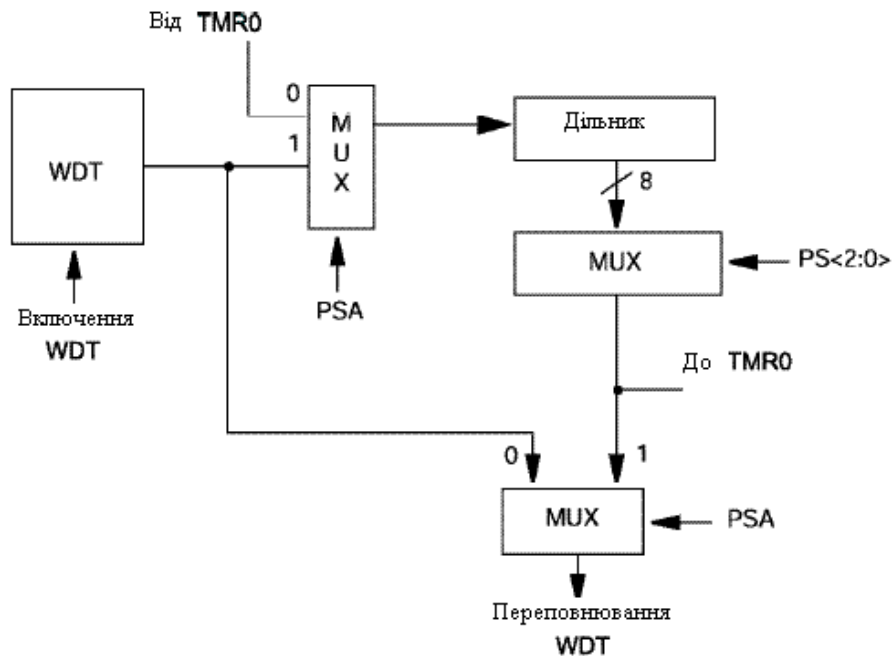 Від TMR0
0
1
M
U
X
WDT
Дільник
8
MUX
PS<2:0>
PSA
Включення
WDT
До TMR0
0
1
MUX
PSA
Переповнювання
WDT